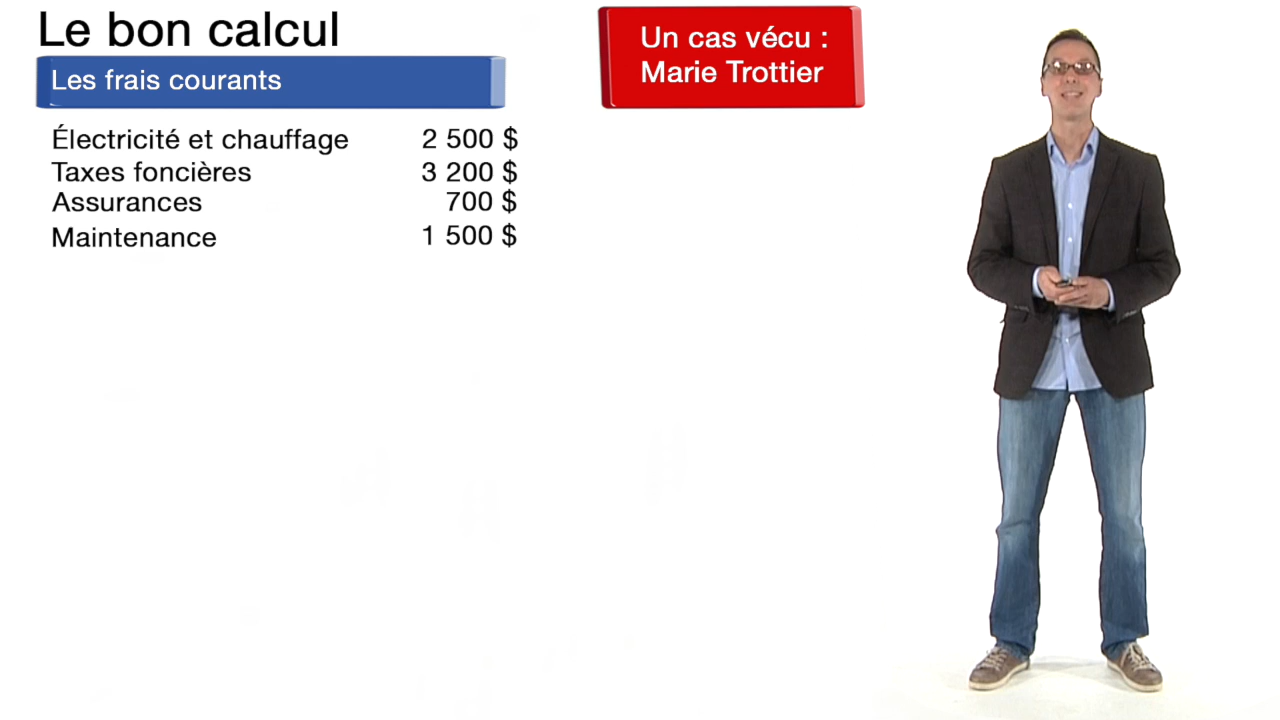 Le bon calcul
Les frais courants
Un cas vécu :
Marie Trottier
Électricité et chauffage 2 500 $
Taxes foncières 3 200 $
Assurances 700 $
Maintenance 1 500 $